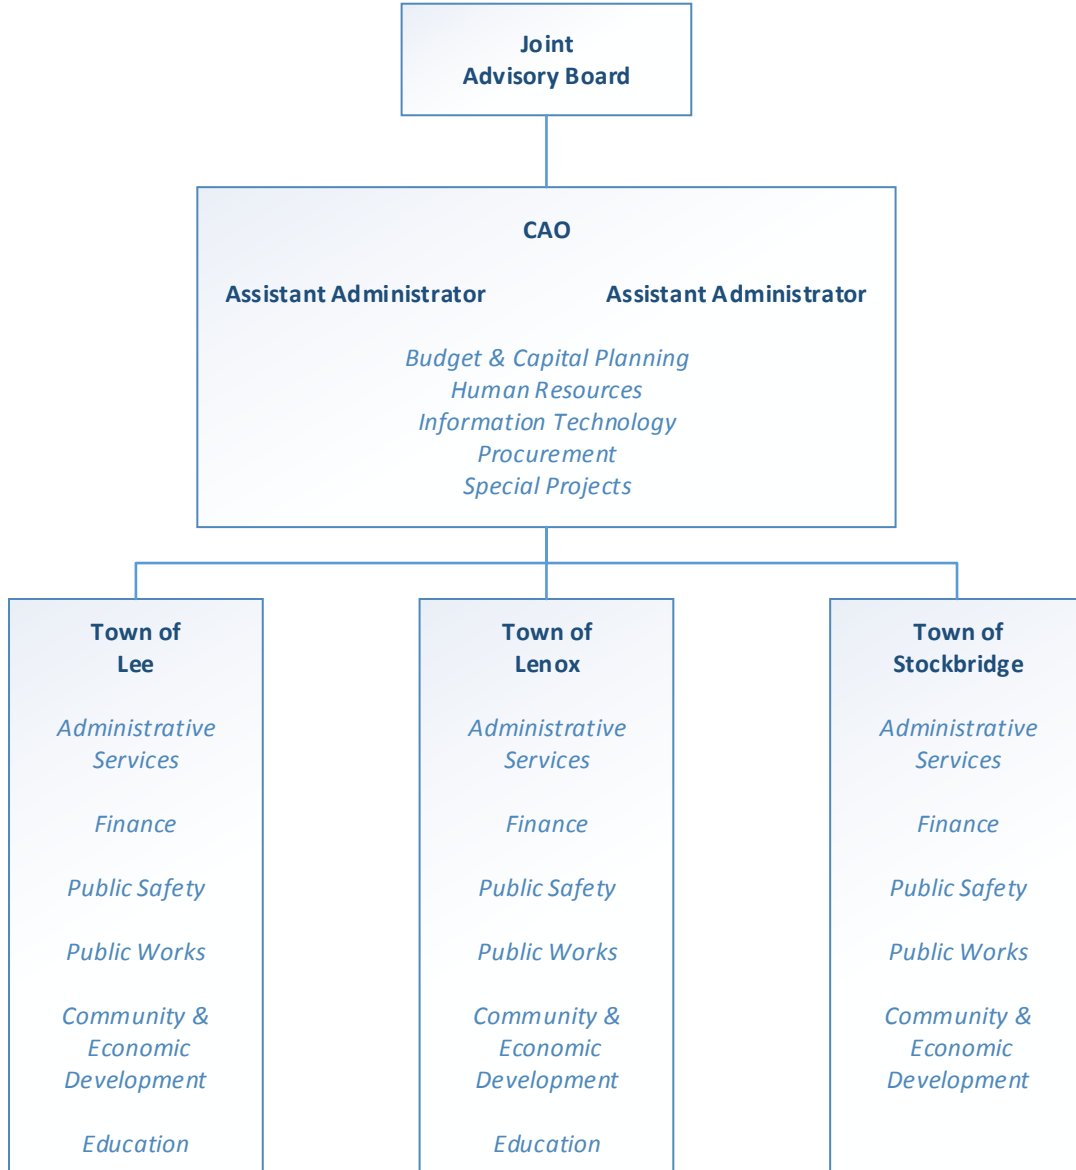 Joint
Advisory Board
CAO
Assistant Administrator Assistant Administrator
Budget & Capital Planning
Human Resources
Information Technology
Procurement
Special Projects
Town of
Lee
Administrative
Services
Finance
Public Safety
Public Works
Community &
Economic
Development
Education
Town of
Lenox
Administrative
Services
Finance
Public Safety
Public Works
Community &
Economic
Development
Education
Town of
Stockbridge
Administrative
Services
Finance
Public Safety
Public Works
Community &
Economic
Development